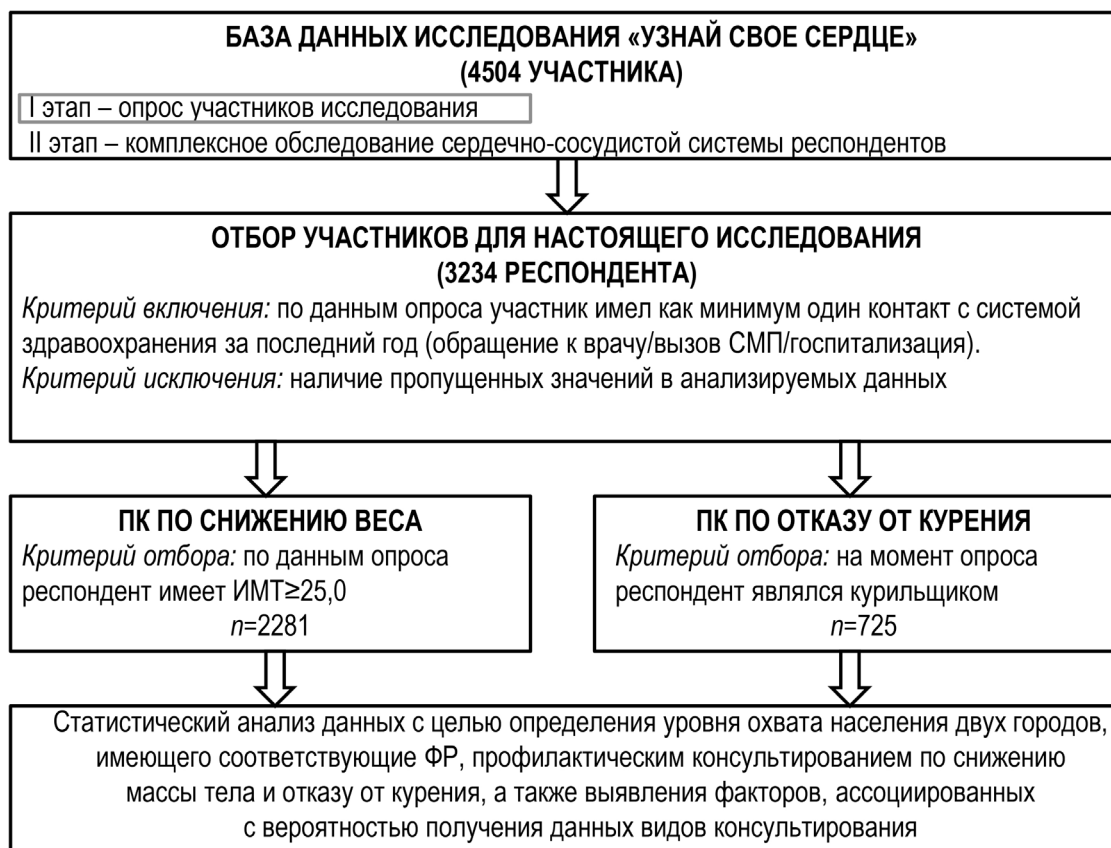 БАЗА ДАННЫХ ИССЛЕДОВАНИЯ «УЗНАЙ СВОЕ СЕРДЦЕ»
(4504 УЧАСТНИКА)
I этап – опрос участников исследования
II этап – комплексное обследование сердечно-сосудистой системы респондентов
ОТБОР УЧАСТНИКОВ ДЛЯ НАСТОЯЩЕГО ИССЛЕДОВАНИЯ
(3234 РЕСПОНДЕНТА)
Критерий включения: по данным опроса участник имел как минимум один контакт с системой
здравоохранения за последний год (обращение к врачу/вызов СМП/госпитализация).
Критерий исключения: наличие пропущенных значений в анализируемых данных
ПК ПО СНИЖЕНИЮ ВЕСА
Критерий отбора: по данным опроса
респондент имеет ИМТ≥25,0
n=2281
ПК ПО ОТКАЗУ ОТ КУРЕНИЯ
Критерий отбора: на момент опроса
респондент являлся курильщиком
n=725
Статистический анализ данных с целью определения уровня охвата населения двух городов,
имеющего соответствующие ФР, профилактическим консультированием по снижению
массы тела и отказу от курения, а также выявления факторов, ассоциированных
с вероятностью получения данных видов консультирования